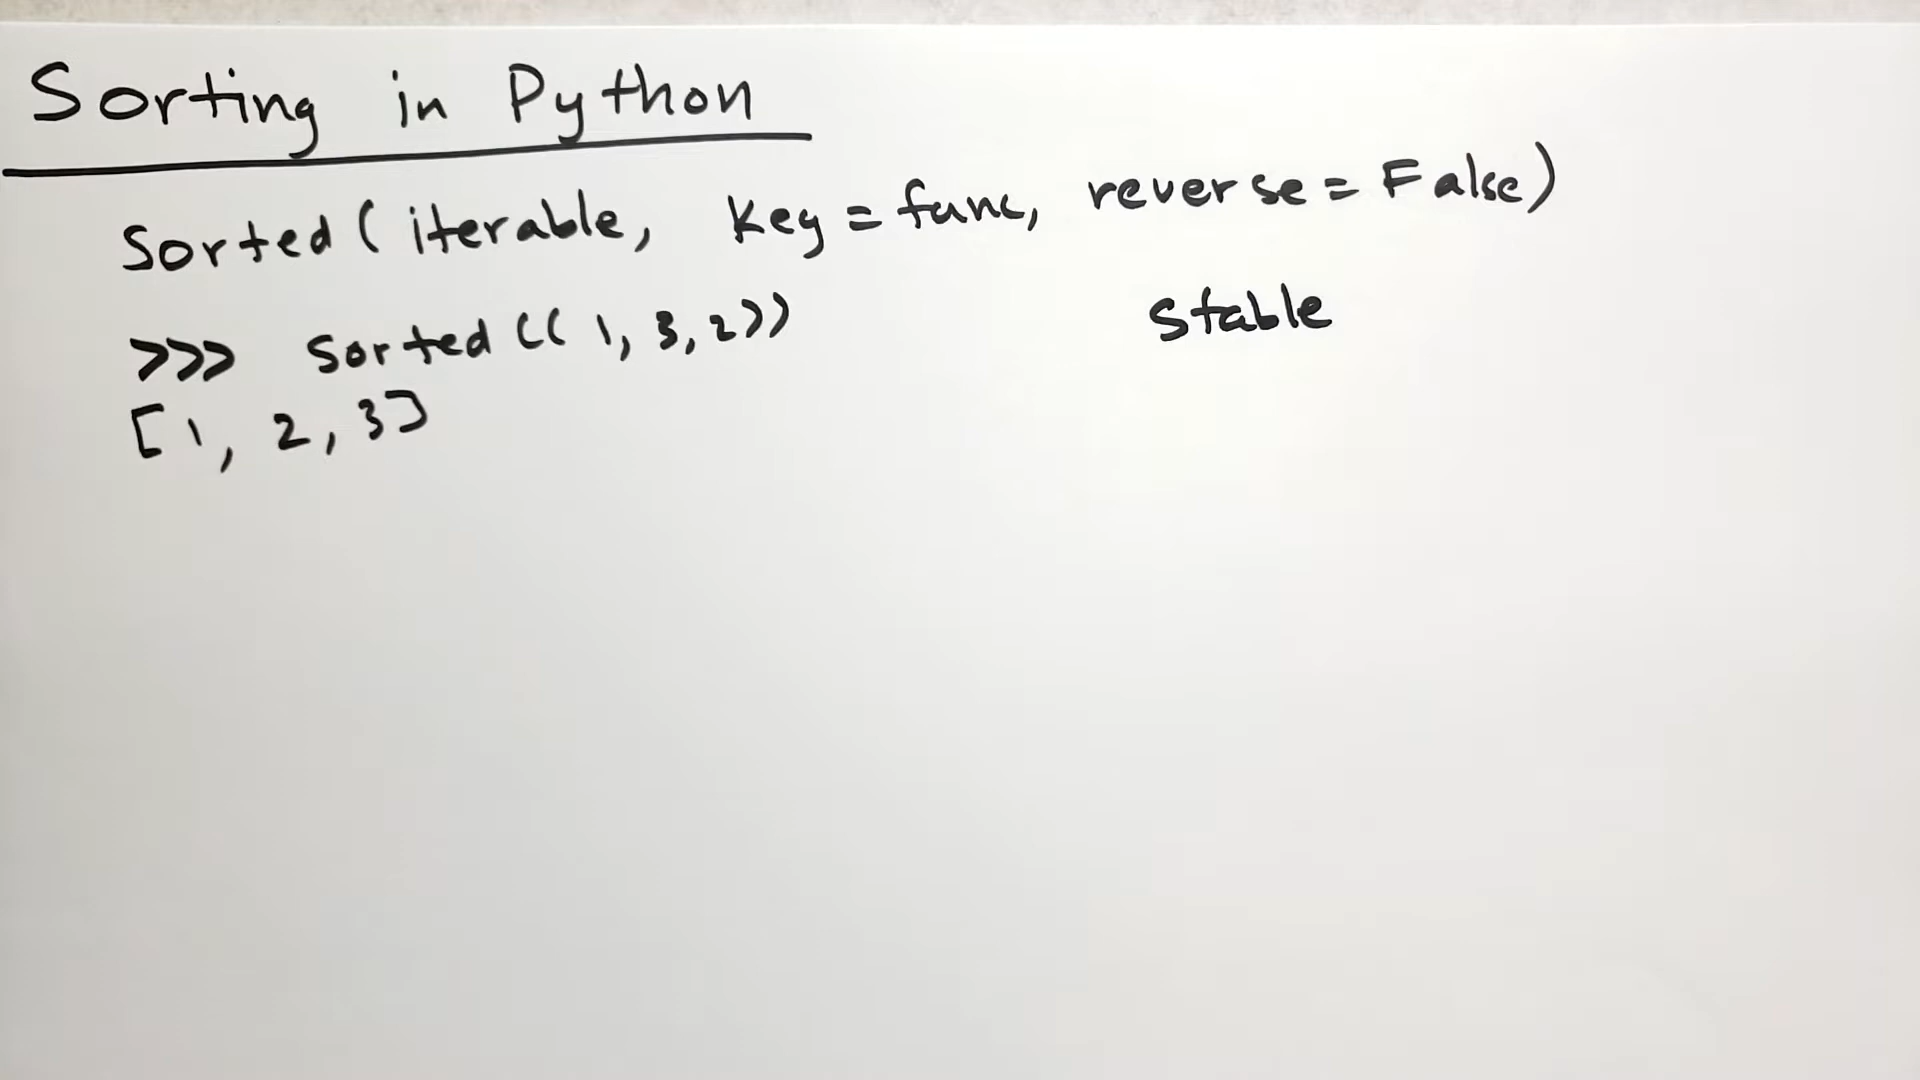 Sorting in Python
Sorted(iterable, key=func, reverse=False)
>>> Sorted((1, 3, 2))
stable
[1, 2, 3]